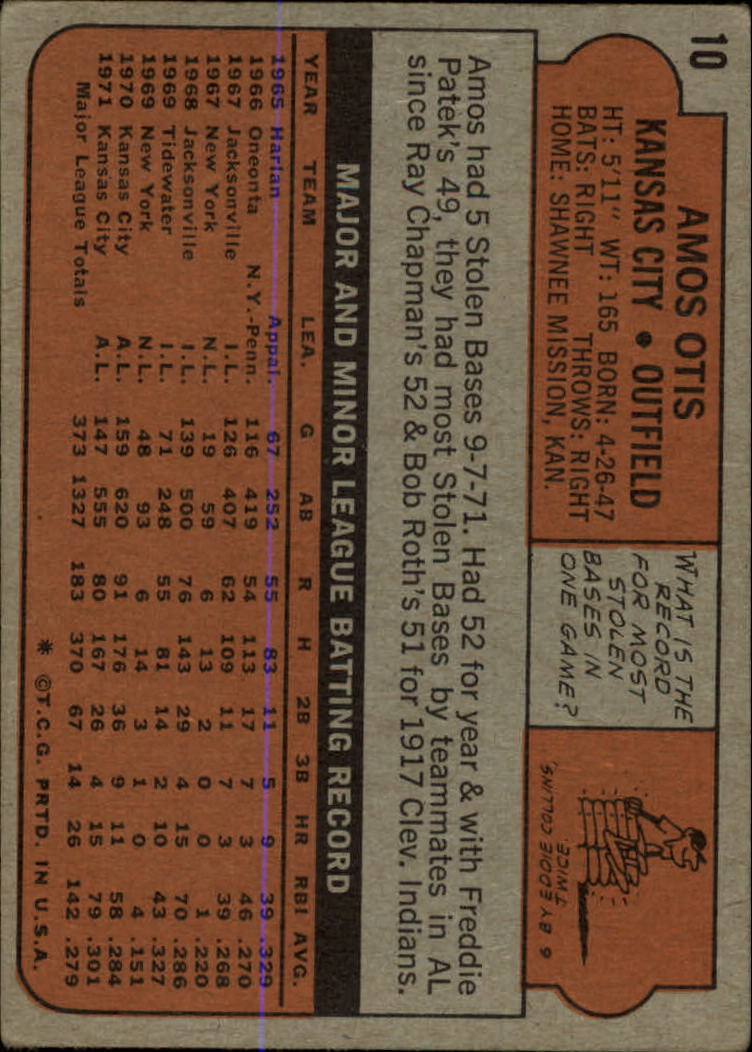 10
AMOS OTIS
KANSAS CITY • OUTFIELD
HT: 5'11" WT: 165 BORN: 4-26-47
BATS: RIGHT THROWS: RIGHT
HOME: SHAWNEE MISSION, KAN.
WHAT IS THE
RECORD
FOR MOST
STOLEN
BASES IN
ONE GAME?
6 BY EDDIE COLLINS,
TWICE.
Amos had 5 Stolen Bases 9-7-71. Had 52 for year & with Freddie
Patek's 49, they had most Stolen Bases by teammates in AL
since Ray Chapman's 52 & Bob Roth's 51 for 1917 Clev. Indians.
MAJOR AND MINOR LEAGUE BATTING RECORD
YEAR TEAM LEA. G AB R H 2B 3B HR RBI AVG.
1965 Harlan Appal. 67 252 55 83 11 5 9 39 .329
1966 Oneonta N.Y.-Penn. 116 419 54 113 17 7 3 46 .270
1967 Jacksonville I.L. 126 407 62 109 11 7 3 39 .268
1967 New York N.L. 19 59 6 13 2 0 0 1 .220
1968 Jacksonville I.L. 139 500 76 143 29 4 15 70 .286
1969 Tidewater I.L. 71 248 55 81 14 2 10 43 .327
1969 New York N.L. 48 93 6 14 3 1 0 4 .151
1970 Kansas City A.L. 159 620 91 176 36 9 11 58 .284
1971 Kansas City A.L. 147 555 80 167 26 4 15 79 .301
Major League Totals 373 1327 183 370 67 14 26 142 .279
* ©T.C.G. PRTD. IN U.S.A.